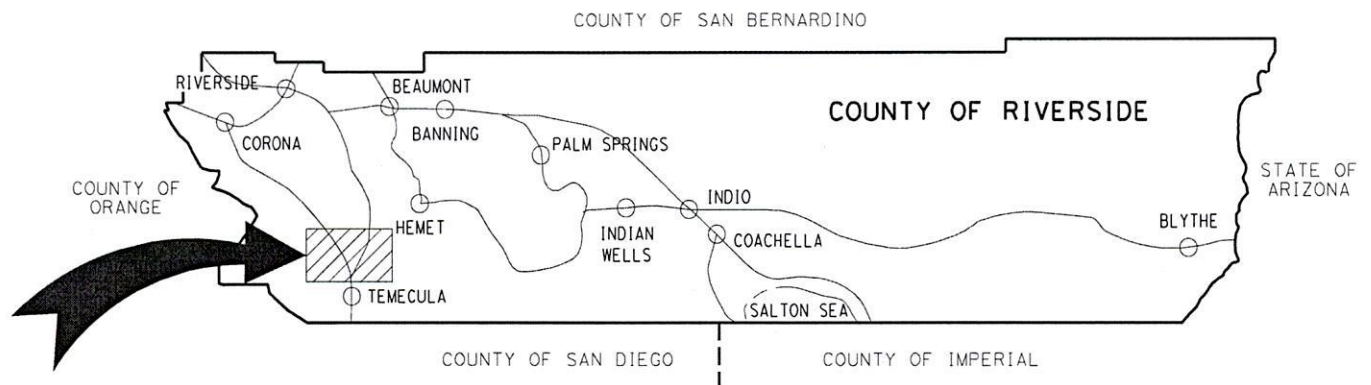 COUNTY OF SAN BERNARDINO
RIVERSIDE
BEAUMONT
COUNTY OF RIVERSIDE
CORONA
BANNING
PALM SPRINGS
COUNTY OF
ORANGE
STATE OF
ARIZONA
HEMET
INDIO
BLYTHE
INDIAN
WELLS
COACHELLA
TEMECULA
(SALTON SEA
COUNTY OF SAN DIEGO
COUNTY OF IMPERIAL